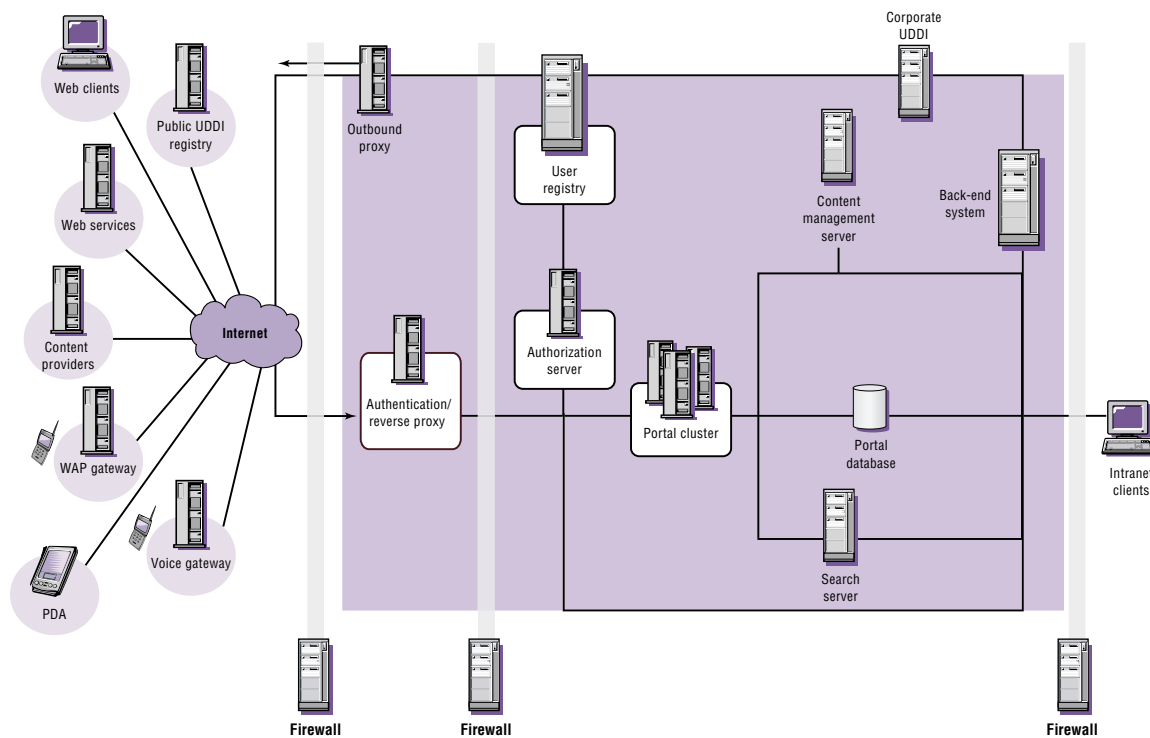 Corporate
UDDI
Web clients
Public UDDI
registry
Outbound
proxy
User
registry
Content
management
server
Back-end
system
Web services
Internet
Content
providers
Authentication/
reverse proxy
Authorization
server
Portal cluster
Portal
database
Intranet
clients
WAP gateway
Voice gateway
PDA
Search
server
Firewall
Firewall
Firewall